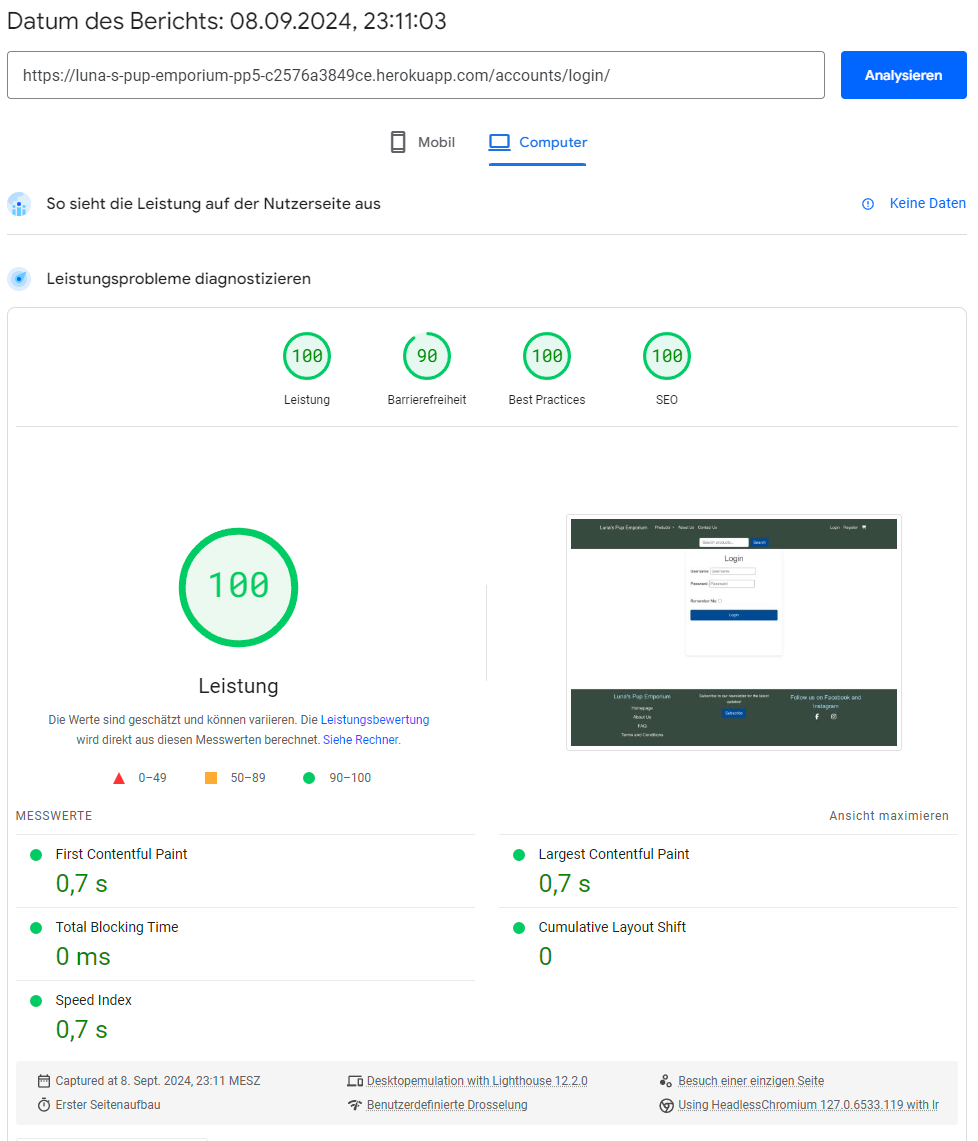 Datum des Berichts: 08.09.2024, 23:11:03
https://luna-s-pup-emporium-pp5-c2576a3849ce.herokuapp.com/accounts/login/
Analysieren
Mobil
Computer
So sieht die Leistung auf der Nutzerseite aus
Keine Daten
Leistungsprobleme diagnostizieren
100
90
100
100
Leistung
Barrierefreiheit
Best Practices
SEO
100
Leistung
Die Werte sind geschätzt und können variieren. Die Leistungsbewertung
wird direkt aus diesen Messwerten berechnet. Siehe Rechner.
0–49
50–89
90–100
Luna's Pup Emporium
Products
About Us
Contact Us
Login
Register
Search products...
Search
Login
Username
Username
Password
Password
Remember Me
Login
Luna's Pup Emporium
Homepage
About Us
FAQ
Terms and Conditions
Subscribe to our newsletter for the latest
updates!
Subscribe
Follow us on Facebook and
Instagram
MESSWERTE
Ansicht maximieren
First Contentful Paint
0,7 s
Largest Contentful Paint
0,7 s
Total Blocking Time
0 ms
Cumulative Layout Shift
0
Speed Index
0,7 s
Captured at 8. Sept. 2024, 23:11 MESZ
Desktopemulation with Lighthouse 12.2.0
Besuch einer einzigen Seite
Erster Seitenaufbau
Benutzerdefinierte Drosselung
Using HeadlessChromium 127.0.6533.119 with lr